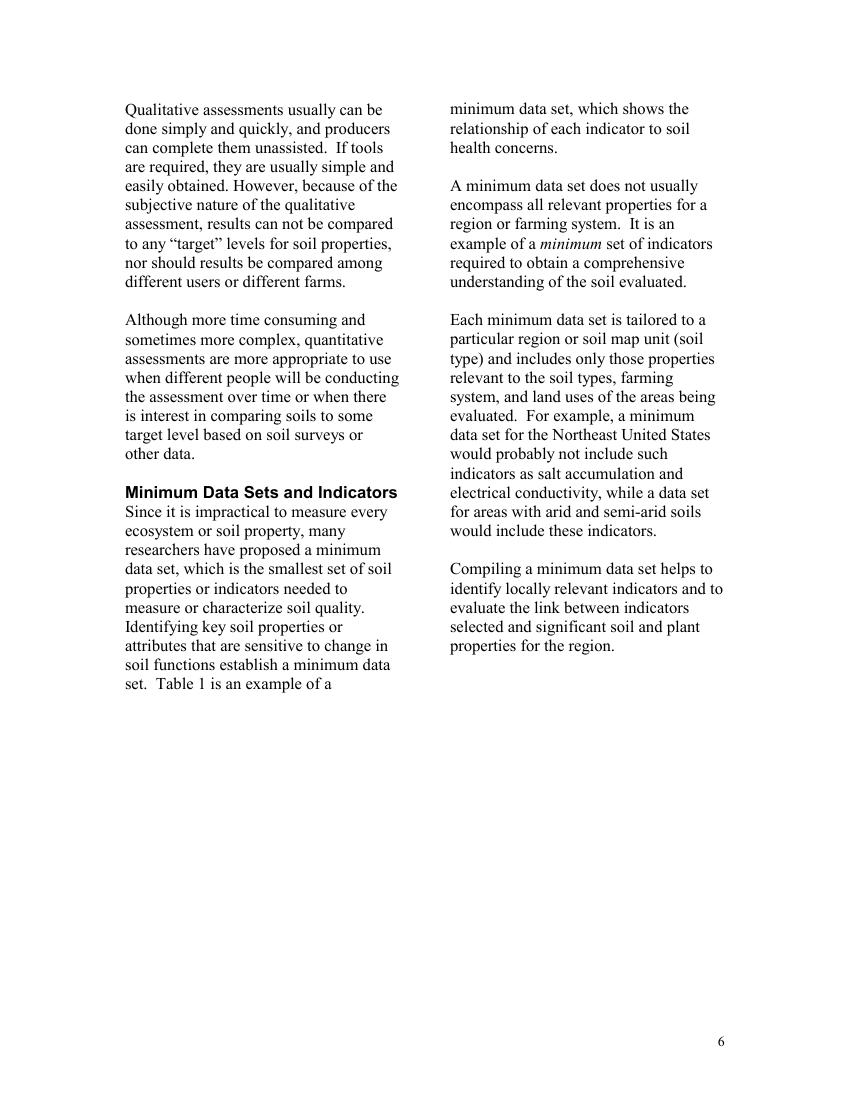 Qualitative assessments usually can be
done simply and quickly, and producers
can complete them unassisted.  If tools
are required, they are usually simple and
easily obtained. However, because of the
subjective nature of the qualitative
assessment, results can not be compared
to any “target” levels for soil properties,
nor should results be compared among
different users or different farms.

Although more time consuming and
sometimes more complex, quantitative
assessments are more appropriate to use
when different people will be conducting
the assessment over time or when there
is interest in comparing soils to some
target level based on soil surveys or
other data.

Minimum Data Sets and Indicators
Since it is impractical to measure every
ecosystem or soil property, many
researchers have proposed a minimum
data set, which is the smallest set of soil
properties or indicators needed to
measure or characterize soil quality.
Identifying key soil properties or
attributes that are sensitive to change in
soil functions establish a minimum data
set.  Table 1 is an example of a
minimum data set, which shows the
relationship of each indicator to soil
health concerns.

A minimum data set does not usually
encompass all relevant properties for a
region or farming system.  It is an
example of a minimum set of indicators
required to obtain a comprehensive
understanding of the soil evaluated.

Each minimum data set is tailored to a
particular region or soil map unit (soil
type) and includes only those properties
relevant to the soil types, farming
system, and land uses of the areas being
evaluated.  For example, a minimum
data set for the Northeast United States
would probably not include such
indicators as salt accumulation and
electrical conductivity, while a data set
for areas with arid and semi-arid soils
would include these indicators.

Compiling a minimum data set helps to
identify locally relevant indicators and to
evaluate the link between indicators
selected and significant soil and plant
properties for the region.

6